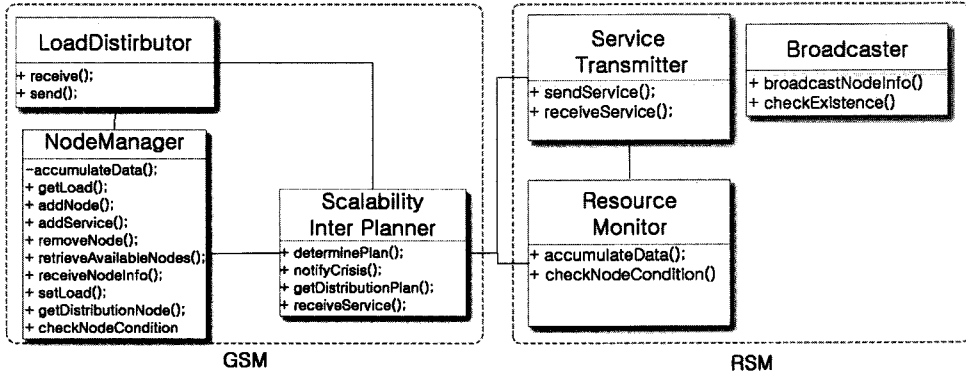 LoadDistirbutor
+ receive();
+ send();
NodeManager
-accumulateData();
+ getLoad();
+ addNode();
+ addService();
+ removeNode();
+ retrieveAvailableNodes();
+ receiveNodeInfo();
+ setLoad();
+ getDistributionNode();
+ checkNodeCondition
Scalability
Inter Planner
+ determinePlan();
+ notifyCrisis();
+ getDistributionPlan();
+ receiveService();
GSM
Service
Transmitter
+ sendService();
+ receiveService();
Broadcaster
+ broadcastNodeInfo()
+ checkExistence()
Resource
Monitor
+ accumulateData();
+ checkNodeCondition()
RSM